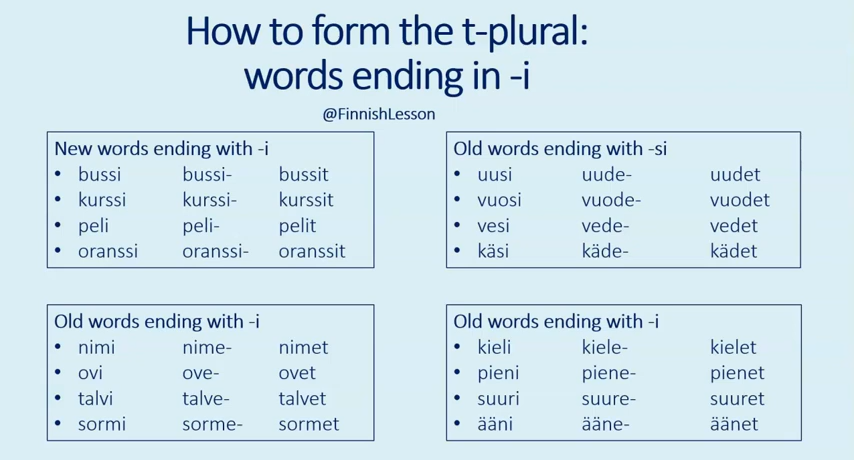 How to form the t-plural:
words ending in -i
@FinnishLesson
New words ending with -i
• bussi bussi- bussit
• kurssi kurssi- kurssit
• peli peli- pelit
• oranssi oranssi- oranssit
Old words ending with -si
• uusi uude- uudet
• vuosi vuode- vuodet
• vesi vede- vedet
• käsi käde- kädet
Old words ending with -i
• nimi nime- nimet
• ovi ove- ovet
• talvi talve- talvet
• sormi sorme- sormet
Old words ending with -i
• kieli kiele- kielet
• pieni piene- pienet
• suuri suure- suuret
• ääni ääne- äänet